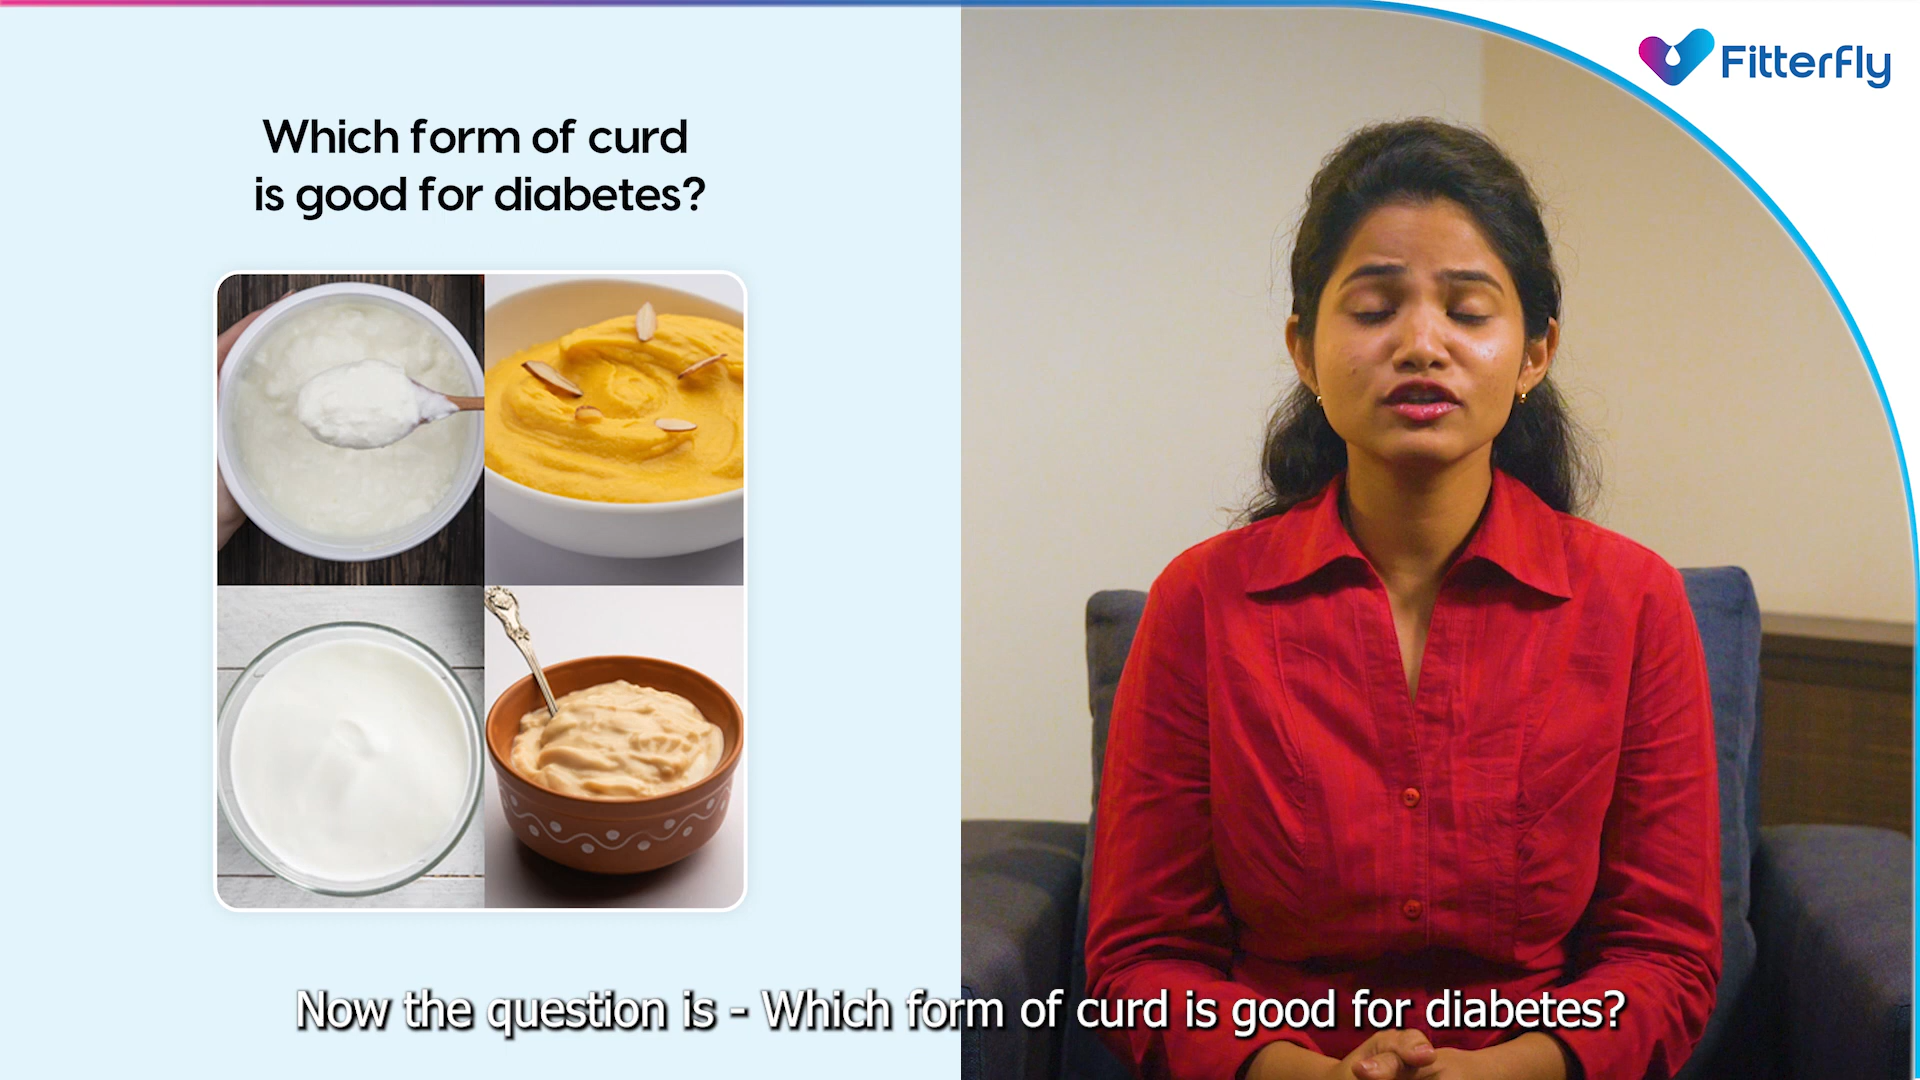 Fitterfly
Which form of curd
is good for diabetes?
Now the question is - Which form of curd is good for diabetes?